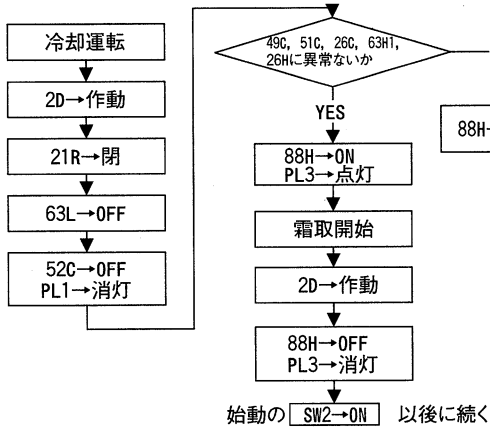 冷却運転
2D→作動
21R→閉
63L→OFF
52C→OFF
PL1→消灯
49C, 51C, 26C, 63H1,
26Hに異常ないか
YES
88H→ON
PL3→点灯
霜取開始
2D→作動
88H→OFF
PL3→消灯
始動の SW2→ON 以後に続く
88H-